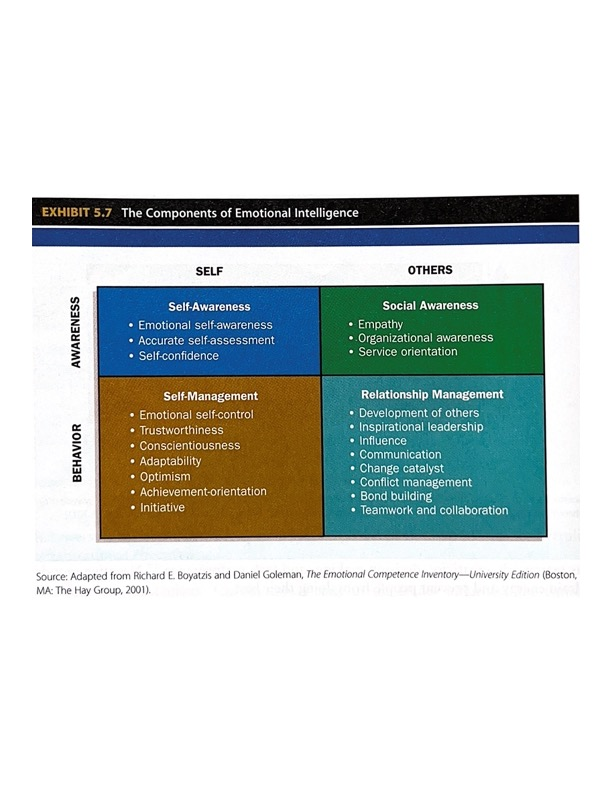 EXHIBIT 5.7 The Components of Emotional Intelligence
SELF
OTHERS
AWARENESS
Self-Awareness
• Emotional self-awareness
• Accurate self-assessment
• Self-confidence
Social Awareness
• Empathy
• Organizational awareness
• Service orientation
BEHAVIOR
Self-Management
• Emotional self-control
• Trustworthiness
• Conscientiousness
• Adaptability
• Optimism
• Achievement-orientation
• Initiative
Relationship Management
• Development of others
• Inspirational leadership
• Influence
• Communication
• Change catalyst
• Conflict management
• Bond building
• Teamwork and collaboration
Source: Adapted from Richard E. Boyatzis and Daniel Goleman, The Emotional Competence Inventory—University Edition (Boston,
MA: The Hay Group, 2001).